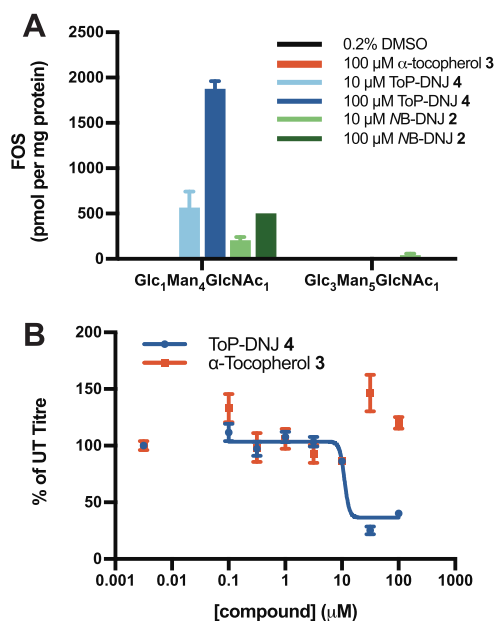 A
0.2% DMSO
100 μM α-tocopherol 3
10 μM ToP-DNJ 4
100 μM ToP-DNJ 4
10 μM NB-DNJ 2
100 μM NB-DNJ 2
FOS
(pmol per mg protein)
2500
2000
1500
1000
500
0
Glc₁Man₄GlcNAc₁
Glc₃Man₅GlcNAc₁
B
ToP-DNJ 4
α-Tocopherol 3
% of UT Titre
200
150
100
50
0
0.001
0.01
0.1
1
10
100
1000
[compound] (μM)